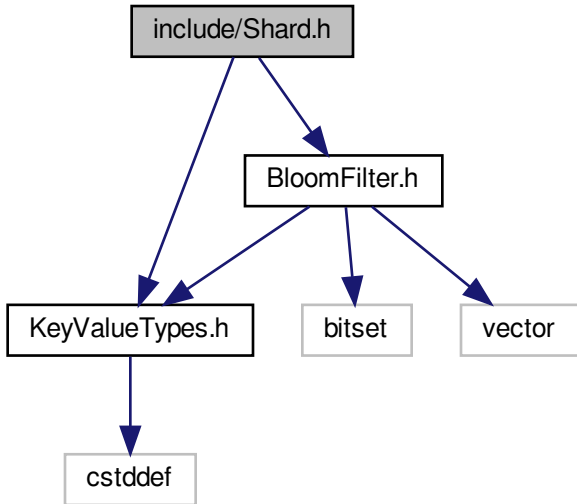 include/Shard.h
BloomFilter.h
KeyValueTypes.h
bitset
vector
cstddef